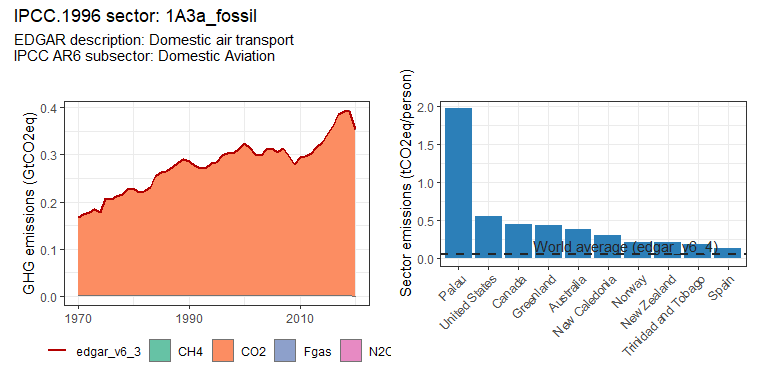 IPCC.1996 sector: 1A3a_fossil
EDGAR description: Domestic air transport
IPCC AR6 subsector: Domestic Aviation
GHG emissions (GtCO2eq)
0.4
0.3
0.2
0.1
0.0
1970
1990
2010
edgar_v6_3
CH4
CO2
Fgas
N2O
Sector emissions (tCO2eq/person)
2.0
1.5
1.0
0.5
0.0
World average (edgar_v6_4)
Palau
United States
Canada
Greenland
Australia
New Caledonia
Norway
New Zealand
Trinidad and Tobago
Spain